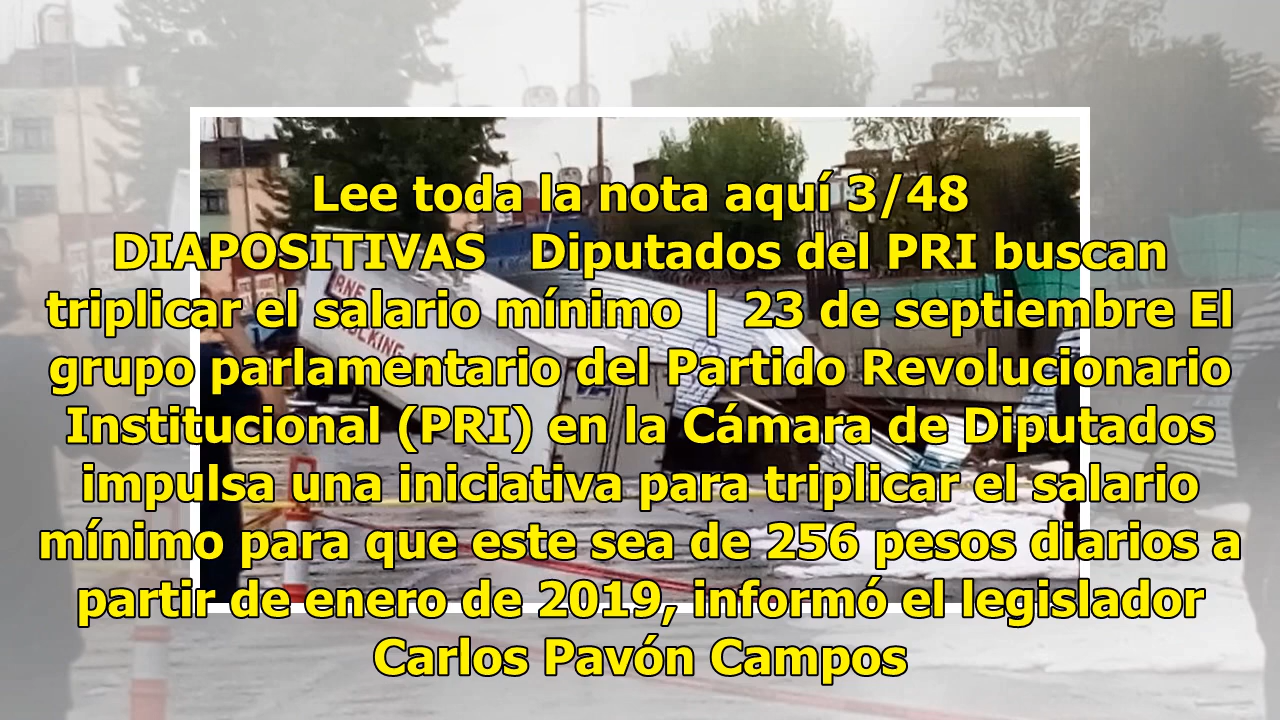 Lee toda la nota aquí 3/48
DIAPOSITIVAS   Diputados del PRI buscan
triplicar el salario mínimo | 23 de septiembre El
grupo parlamentario del Partido Revolucionario
Institucional (PRI) en la Cámara de Diputados
impulsa una iniciativa para triplicar el salario
mínimo para que este sea de 256 pesos diarios a
partir de enero de 2019, informó el legislador
Carlos Pavón Campos